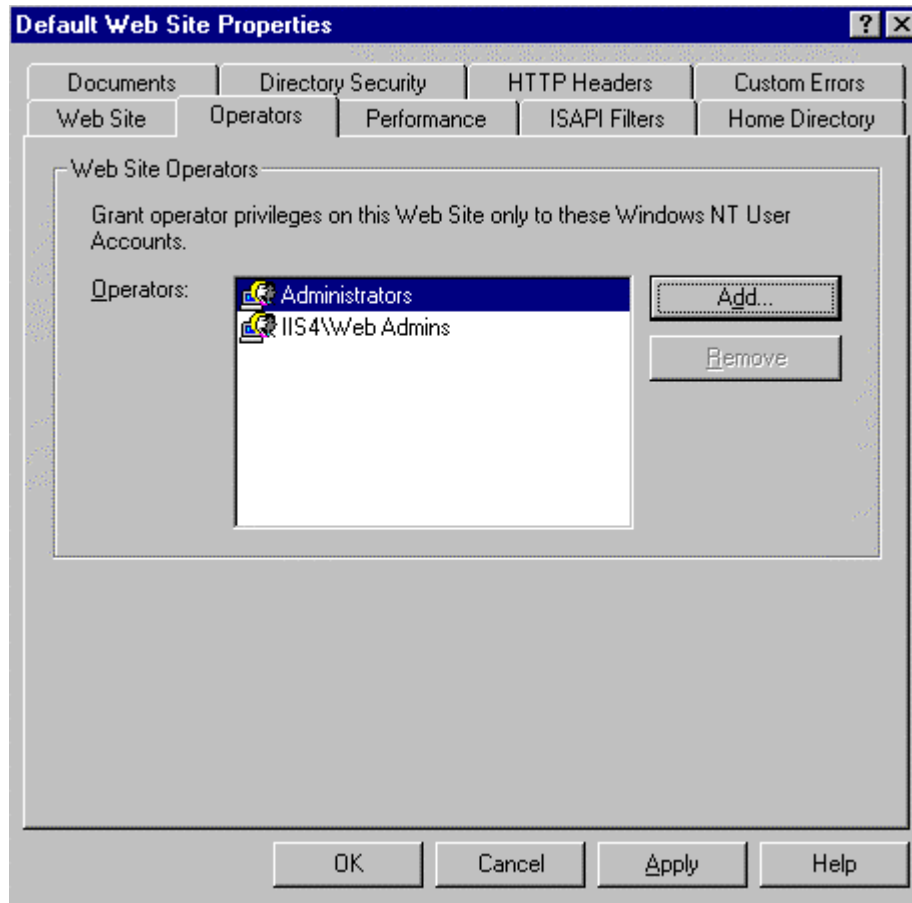 Default Web Site Properties
Documents Directory Security HTTP Headers Custom Errors
Web Site Operators Performance ISAPI Filters Home Directory
Web Site Operators
Grant operator privileges on this Web Site only to these Windows NT User
Accounts.
Operators:
Administrators
IIS4\Web Admins
Add...
Remove
OK Cancel Apply Help